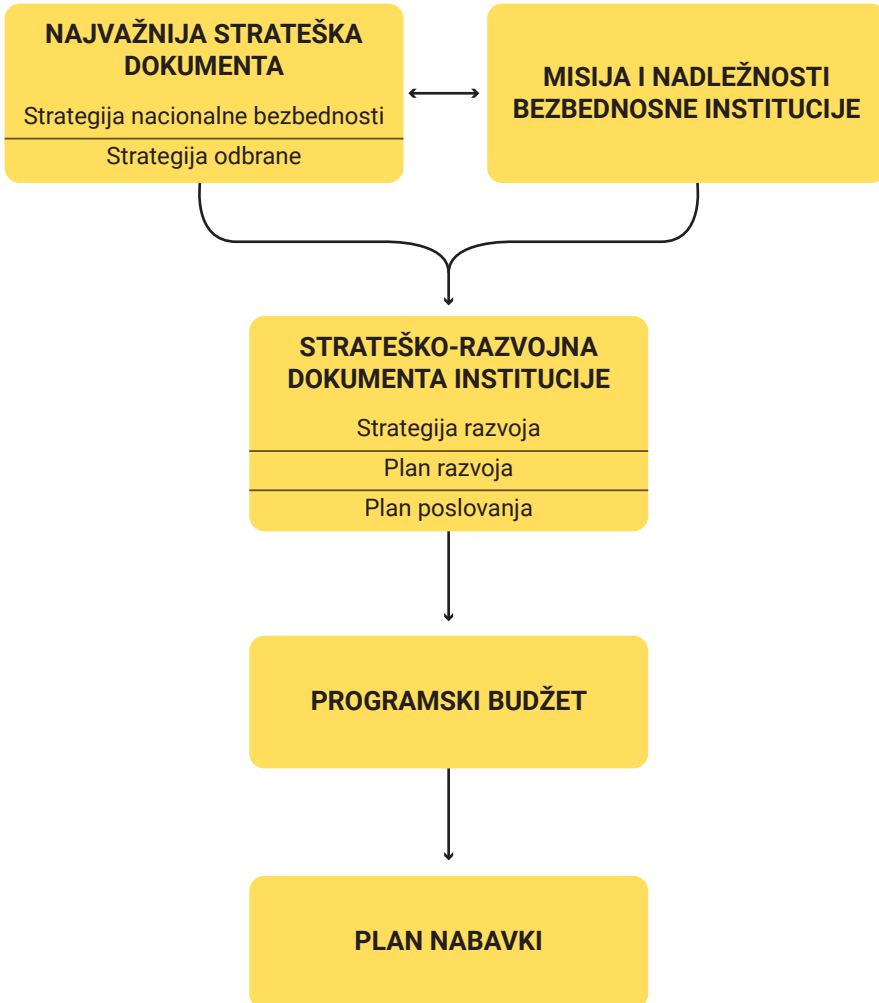 NAJVAŽNIJA STRATEŠKA
DOKUMENTA
Strategija nacionalne bezbednosti
Strategija odbrane
MISIJA I NADLEŽNOSTI
BEZBEDNOSNE INSTITUCIJE
STRATEŠKO-RAZVOJNA
DOKUMENTA INSTITUCIJE
Strategija razvoja
Plan razvoja
Plan poslovanja
PROGRAMSKI BUDŽET
PLAN NABAVKI